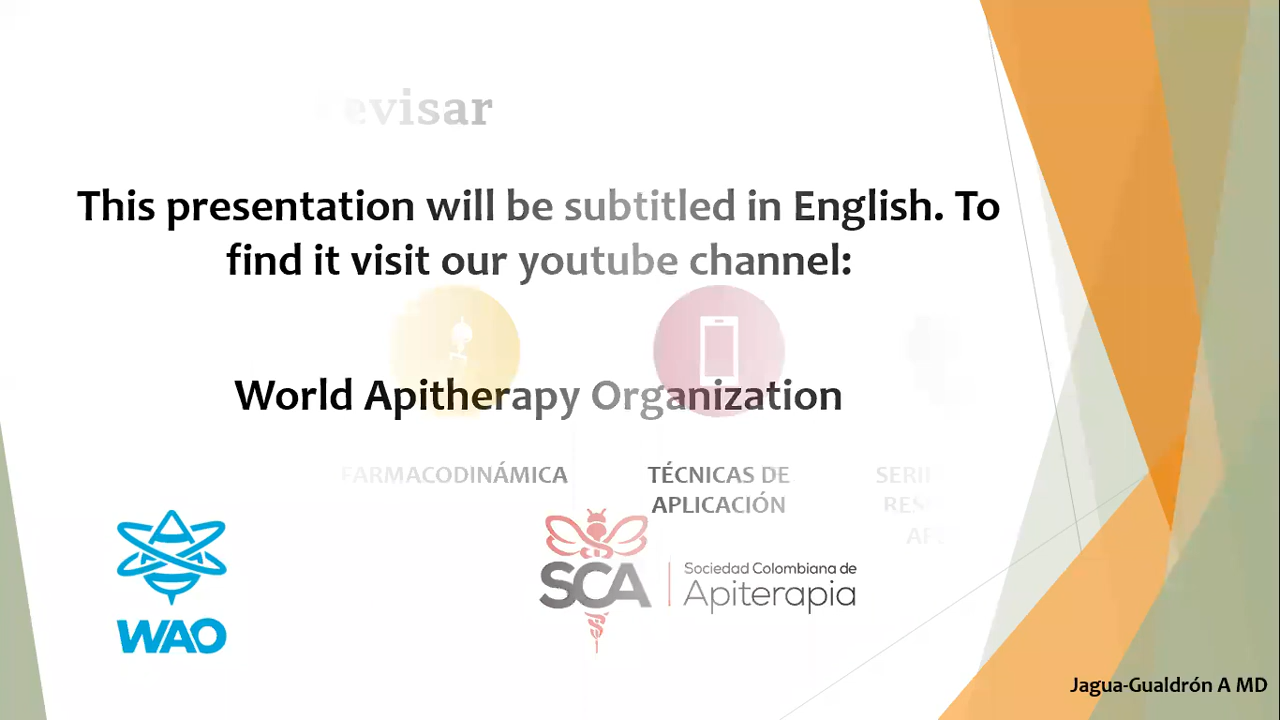 revisar
This presentation will be subtitled in English. To
find it visit our youtube channel:
World Apitherapy Organization
FARMACODINÁMICA
TÉCNICAS DE
APLICACIÓN
WAO
SCA
Sociedad Colombiana de
Apiterapia
Jagua-Gualdrón A MD